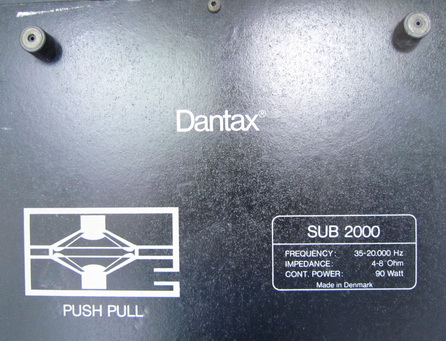 Dantax®
SUB 2000
FREQUENCY: 35-20.000 Hz
IMPEDANCE: 4-8 Ohm
CONT. POWER: 90 Watt
Made in Denmark
PUSH PULL